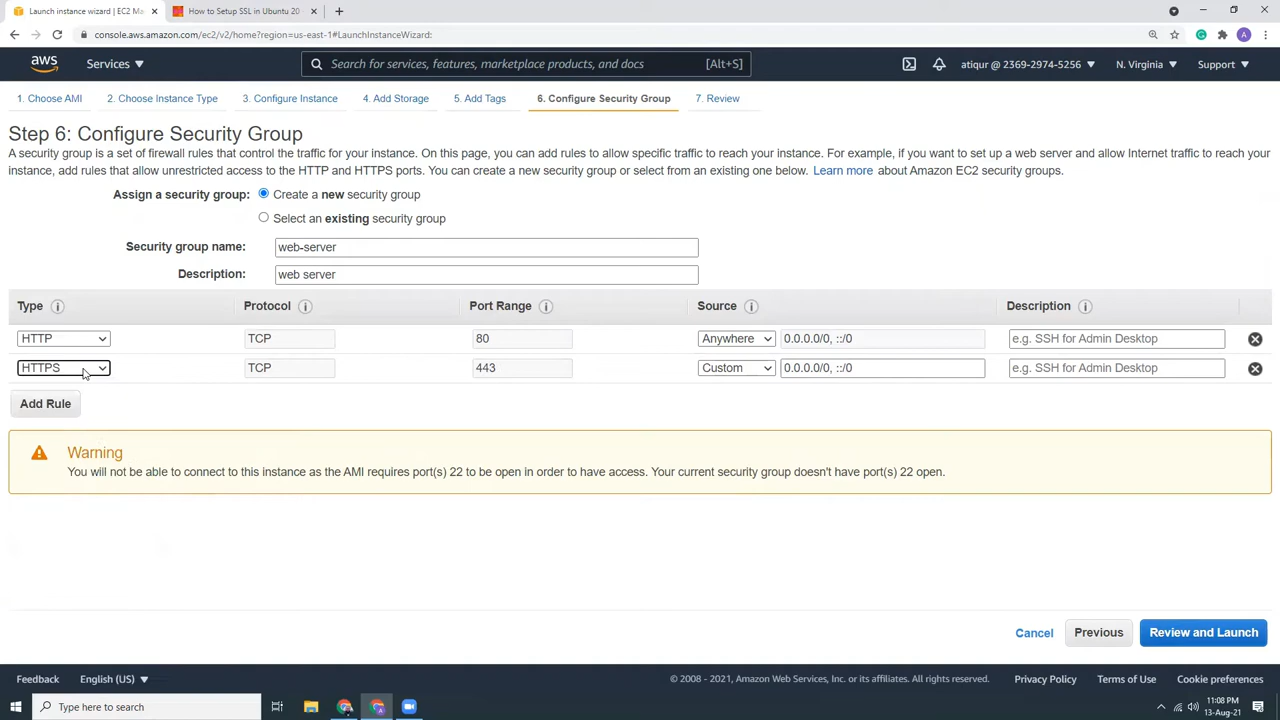 Launch instance wizard | EC2 Ma
How to Setup SSL in Ubuntu 20
console.aws.amazon.com/ec2/v2/home?region=us-east-1#LaunchInstanceWizard:
A
aws
Services
Search for services, features, marketplace products, and docs
[Alt+S]
atiqur @ 2369-2974-5256
N. Virginia
Support
1. Choose AMI
2. Choose Instance Type
3. Configure Instance
4. Add Storage
5. Add Tags
6. Configure Security Group
7. Review
Step 6: Configure Security Group
A security group is a set of firewall rules that control the traffic for your instance. On this page, you can add rules to allow specific traffic to reach your instance. For example, if you want to set up a web server and allow Internet traffic to reach your
instance, add rules that allow unrestricted access to the HTTP and HTTPS ports. You can create a new security group or select from an existing one below. Learn more about Amazon EC2 security groups.
Assign a security group: Create a new security group
Select an existing security group
Security group name: web-server
Description: web server
Type i Protocol i Port Range i Source i Description i
HTTP TCP 80 Anywhere 0.0.0.0/0, ::/0 e.g. SSH for Admin Desktop
HTTPS TCP 443 Custom 0.0.0.0/0, ::/0 e.g. SSH for Admin Desktop
Add Rule
Warning
You will not be able to connect to this instance as the AMI requires port(s) 22 to be open in order to have access. Your current security group doesn't have port(s) 22 open.
Cancel
Previous
Review and Launch
Feedback
English (US)
© 2008 - 2021, Amazon Web Services, Inc. or its affiliates. All rights reserved.
Privacy Policy
Terms of Use
Cookie preferences
Type here to search
11:08 PM
13-Aug-21